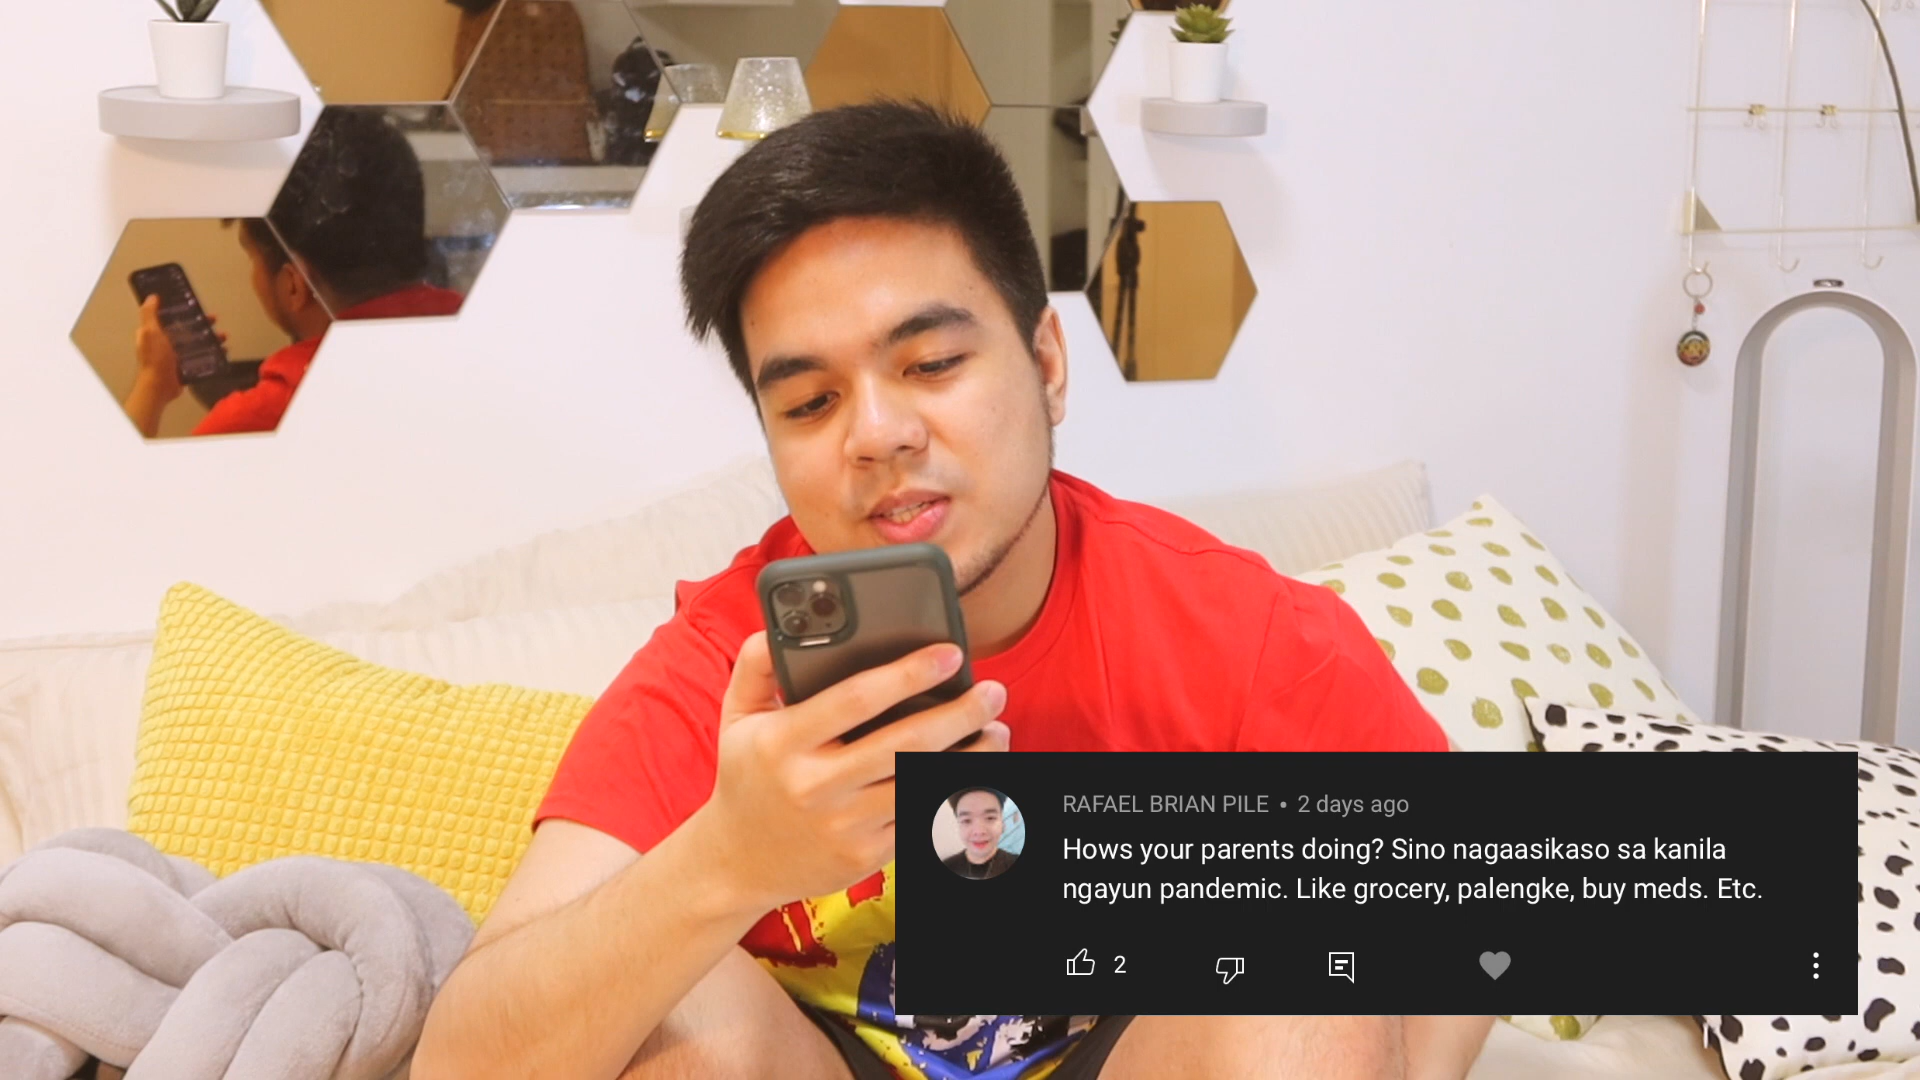 RAFAEL BRIAN PILE • 2 days ago
Hows your parents doing? Sino nagaasikaso sa kanila
ngayun pandemic. Like grocery, palengke, buy meds. Etc.
2